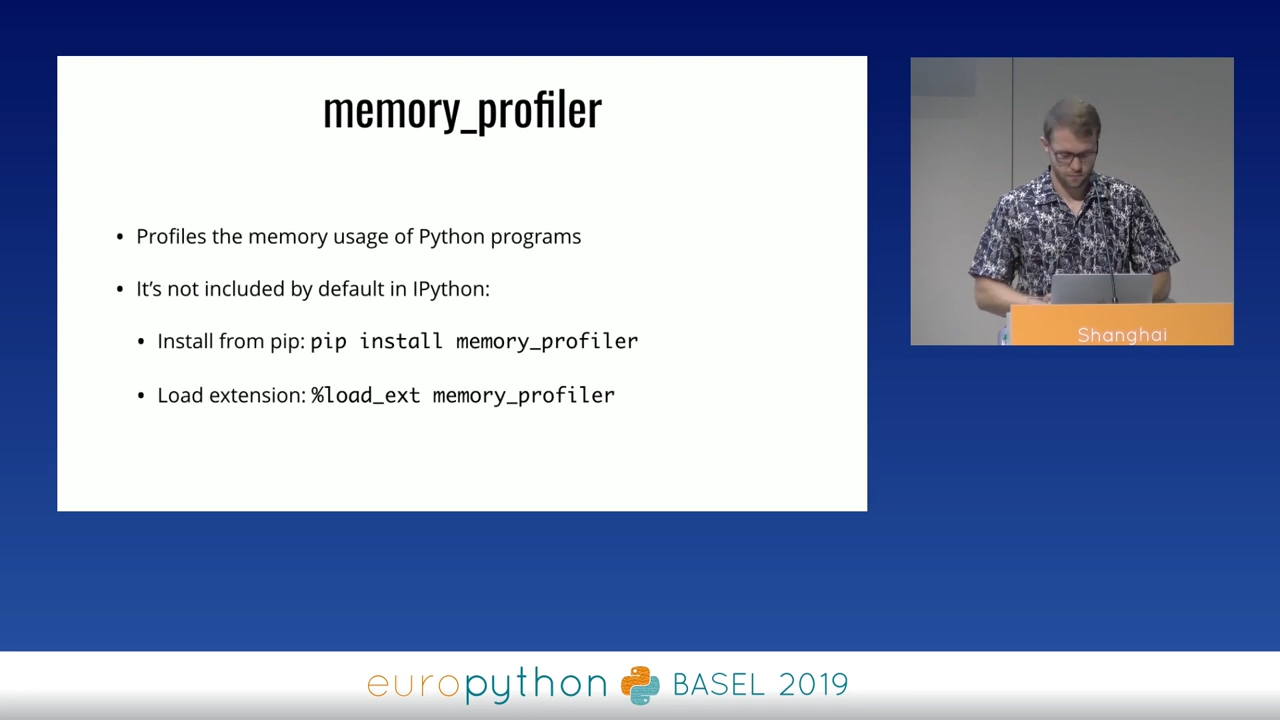 memory_profiler
• Profiles the memory usage of Python programs
• It's not included by default in IPython:
• Install from pip: pip install memory_profiler
• Load extension: %load_ext memory_profiler
Shanghai
europython BASEL 2019